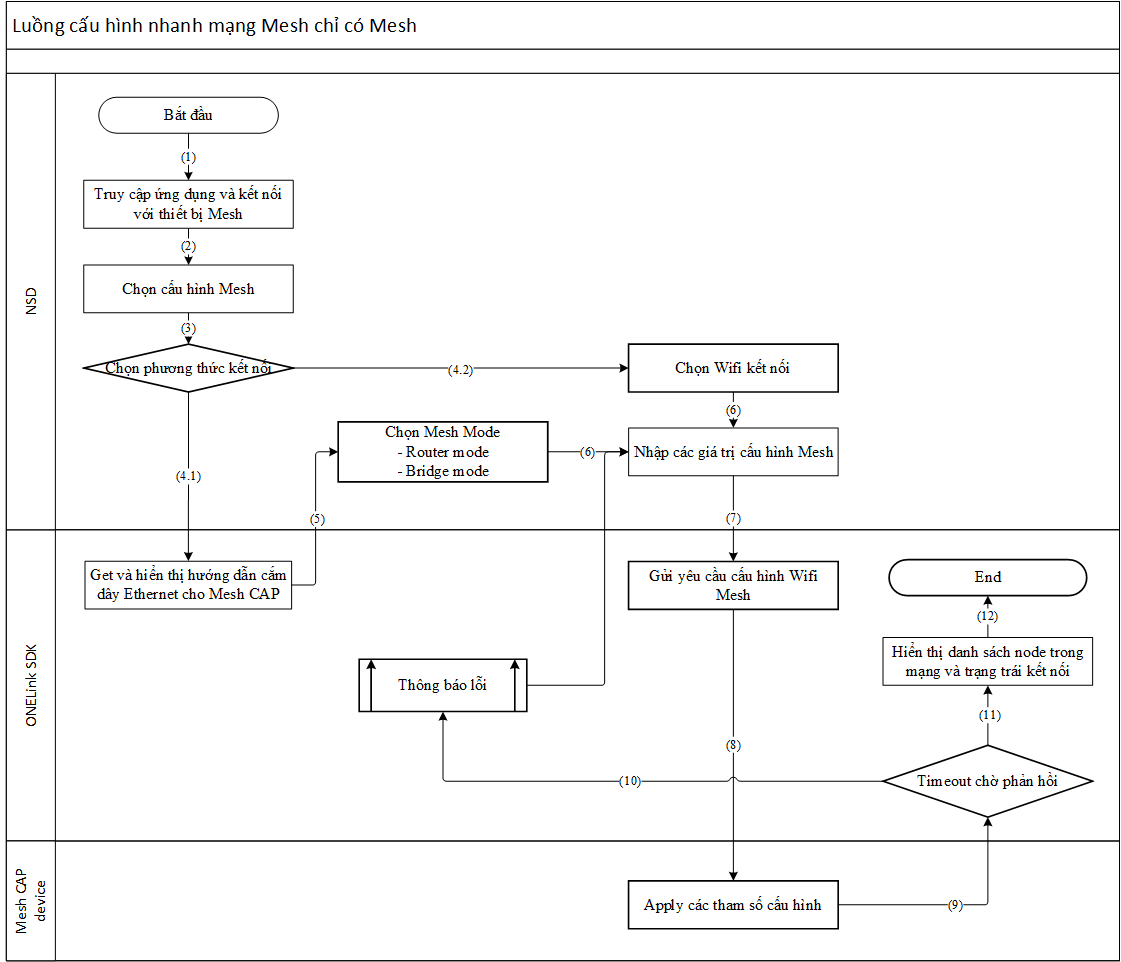 Luồng cấu hình nhanh mạng Mesh chỉ có Mesh
NSD
Bắt đầu
(1)
Truy cập ứng dụng và kết nối
với thiết bị Mesh
(2)
Chọn cấu hình Mesh
(3)
Chọn phương thức kết nối
(4.2)
Chọn Wifi kết nối
(6)
(4.1)
Chọn Mesh Mode
- Router mode
- Bridge mode
(6)
Nhập các giá trị cấu hình Mesh
(5)
(7)
ONELink SDK
Get và hiển thị hướng dẫn cắm
dây Ethernet cho Mesh CAP
Gửi yêu cầu cấu hình Wifi
Mesh
End
(12)
Hiển thị danh sách node trong
mạng và trạng trái kết nối
Thông báo lỗi
(11)
(8)
(10)
Timeout chờ phản hồi
Mesh CAP
device
Apply các tham số cấu hình
(9)